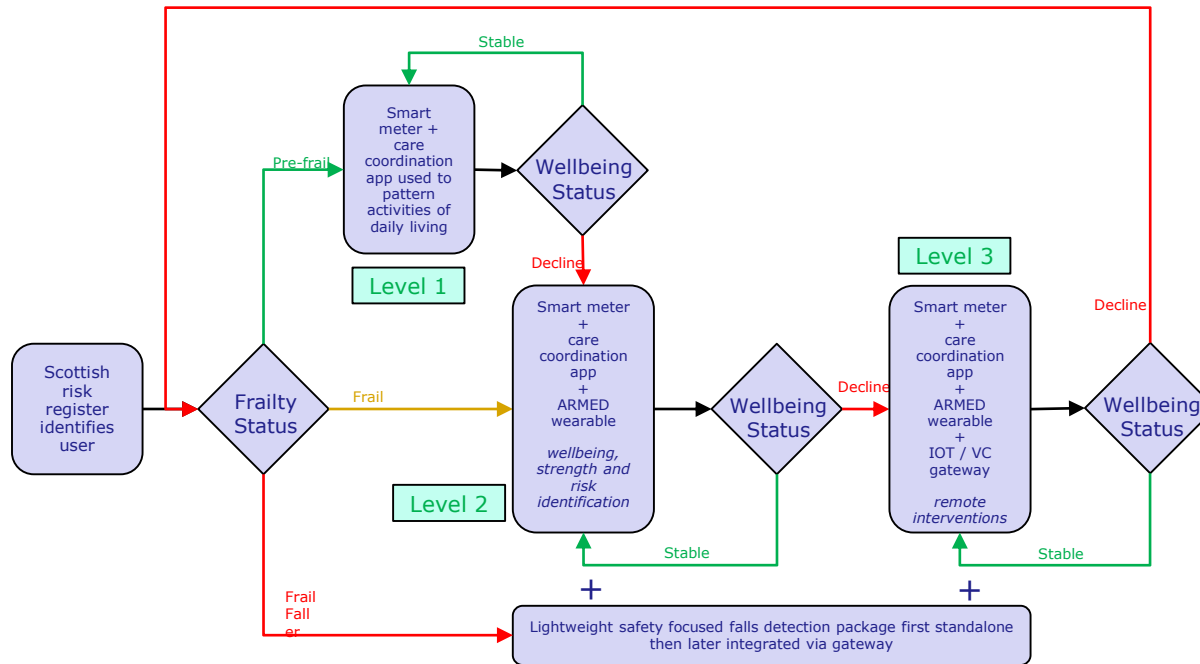 Stable
Smart
meter +
care
coordination
app used to
pattern
activities of
daily living
Pre-frail
Wellbeing
Status
Decline
Level 1
Level 3
Decline
Scottish
risk
register
identifies
user
Frailty
Status
Frail
Smart meter
+
care
coordination
app
+
ARMED
wearable
wellbeing,
strength and
risk
identification
Wellbeing
Status
Decline
Smart meter
+
care
coordination
app
+
ARMED
wearable
+
IOT / VC
gateway
remote
interventions
Wellbeing
Status
Level 2
Stable
Stable
+
+
Frail
Fall
er
Lightweight safety focused falls detection package first standalone
then later integrated via gateway